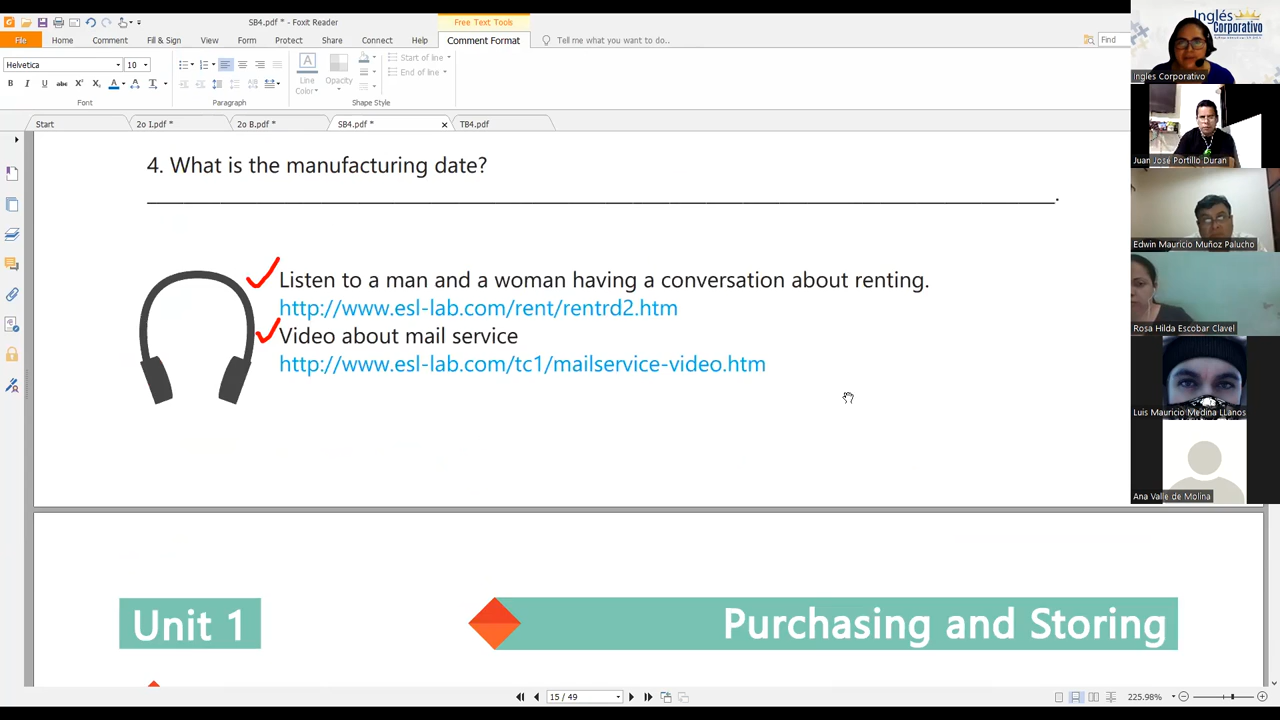 SB4.pdf * - Foxit Reader
Free Text Tools
File
Home
Comment
Fill & Sign
View
Form
Protect
Share
Connect
Help
Comment Format
Tell me what you want to do..
Find
Helvetica
10
Line
Color
Opacity
Start of line
End of line
Font
Paragraph
Shape Style
Start
2o I.pdf *
2o B.pdf *
SB4.pdf *
TB4.pdf
4. What is the manufacturing date?
Listen to a man and a woman having a conversation about renting.
http://www.esl-lab.com/rent/rentrd2.htm
Video about mail service
http://www.esl-lab.com/tc1/mailservice-video.htm
Unit 1
Purchasing and Storing
15 / 49
225.98%
Inglés
Corporativo
Ingles Corporativo
Juan José Portillo Duran
Edwin Mauricio Muñoz Palucho
Rosa Hilda Escobar Clavel
Luis Mauricio Medina LLanos
Ana Valle de Molina